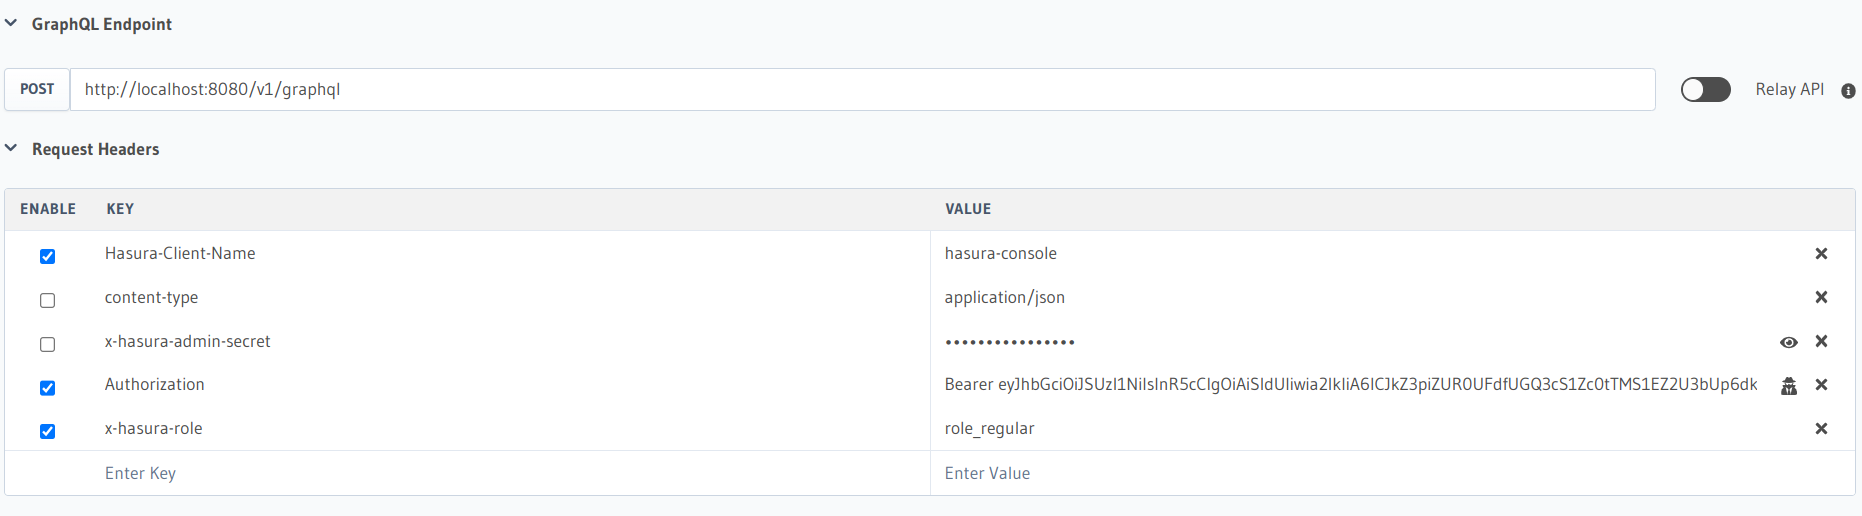 GraphQL Endpoint
POST http://localhost:8080/v1/graphql Relay API
Request Headers
ENABLE KEY VALUE
Hasura-Client-Name hasura-console
content-type application/json
x-hasura-admin-secret ••••••••••••••••
Authorization Bearer eyJhbGciOiJSUzI1NiIsInR5cCIgOiAiSldUIiwia2lkIiA6ICJkZ3piZUR0UFdfUGQ3cS1Zc0tTMS1EZ2U3bUp6dk
x-hasura-role role_regular
Enter Key Enter Value